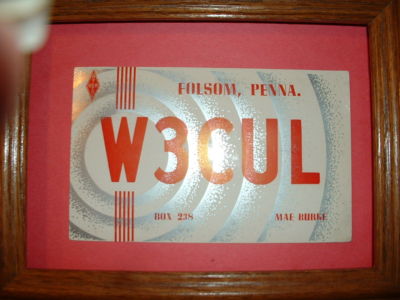 FOLSOM, PENNA.
W3CUL
BOX 238 MAE BURKE